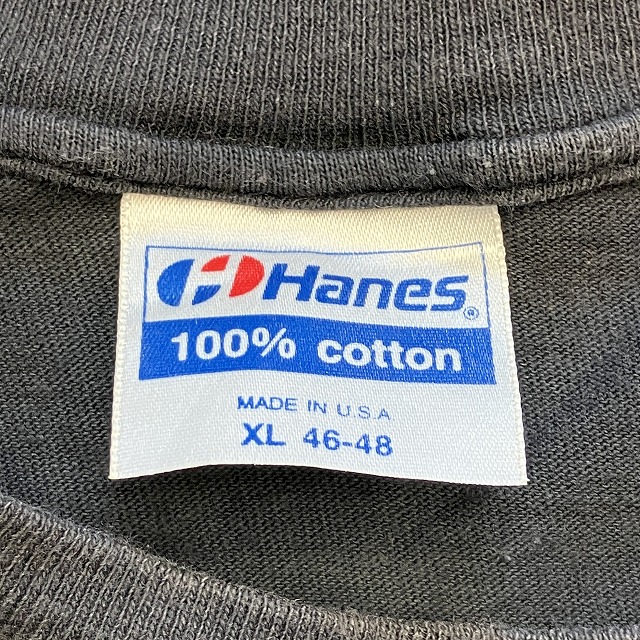 Hanes®
100% cotton
MADE IN U.S.A
XL 46-48